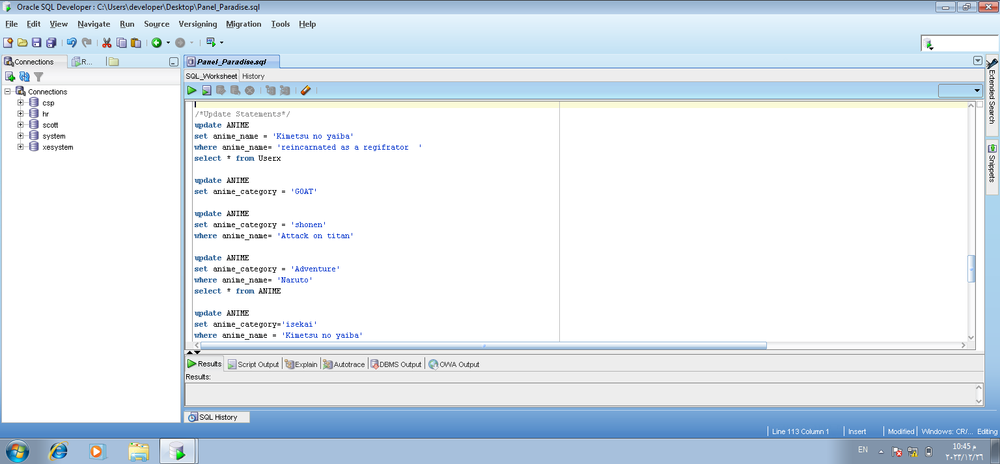 Oracle SQL Developer : C:\Users\developer\Desktop\Panel_Paradise.sql
File Edit View Navigate Run Source Versioning Migration Tools Help
Connections
R...
Panel_Paradise.sql
SQL_Worksheet History
Connections
csp
hr
scott
system
xesystem
/*Update Statements*/
update ANIME
set anime_name = 'Kimetsu no yaiba'
where anime_name= 'reincarnated as a regifrator  '
select * from Userx
update ANIME
set anime_category = 'GOAT'
update ANIME
set anime_category = 'shonen'
where anime_name= 'Attack on titan'
update ANIME
set anime_category = 'Adventure'
where anime_name= 'Naruto'
select * from ANIME
update ANIME
set anime_category='isekai'
where anime_name = 'Kimetsu no yaiba'
Extended Search
Snippets
Results Script Output Explain Autotrace DBMS Output OWA Output
Results:
SQL History
Line 113 Column 1 Insert Modified Windows: CR/... Editing
EN
10:45 م
٢٠٢٣/١٢/٢٦